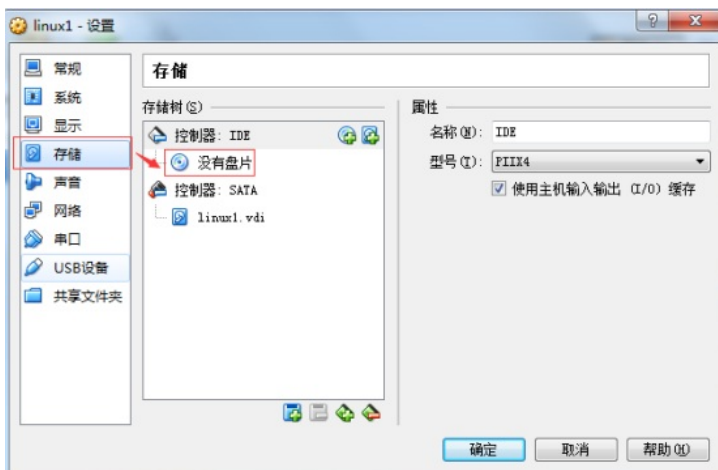 linux1 - 设置
常规
系统
显示
存储
声音
网络
串口
USB设备
共享文件夹
存储
存储树(S)
控制器: IDE
没有盘片
控制器: SATA
linux1.vdi
属性
名称(N): IDE
型号(T): PIIX4
使用主机输入输出 (I/O) 缓存
确定
取消
帮助(H)